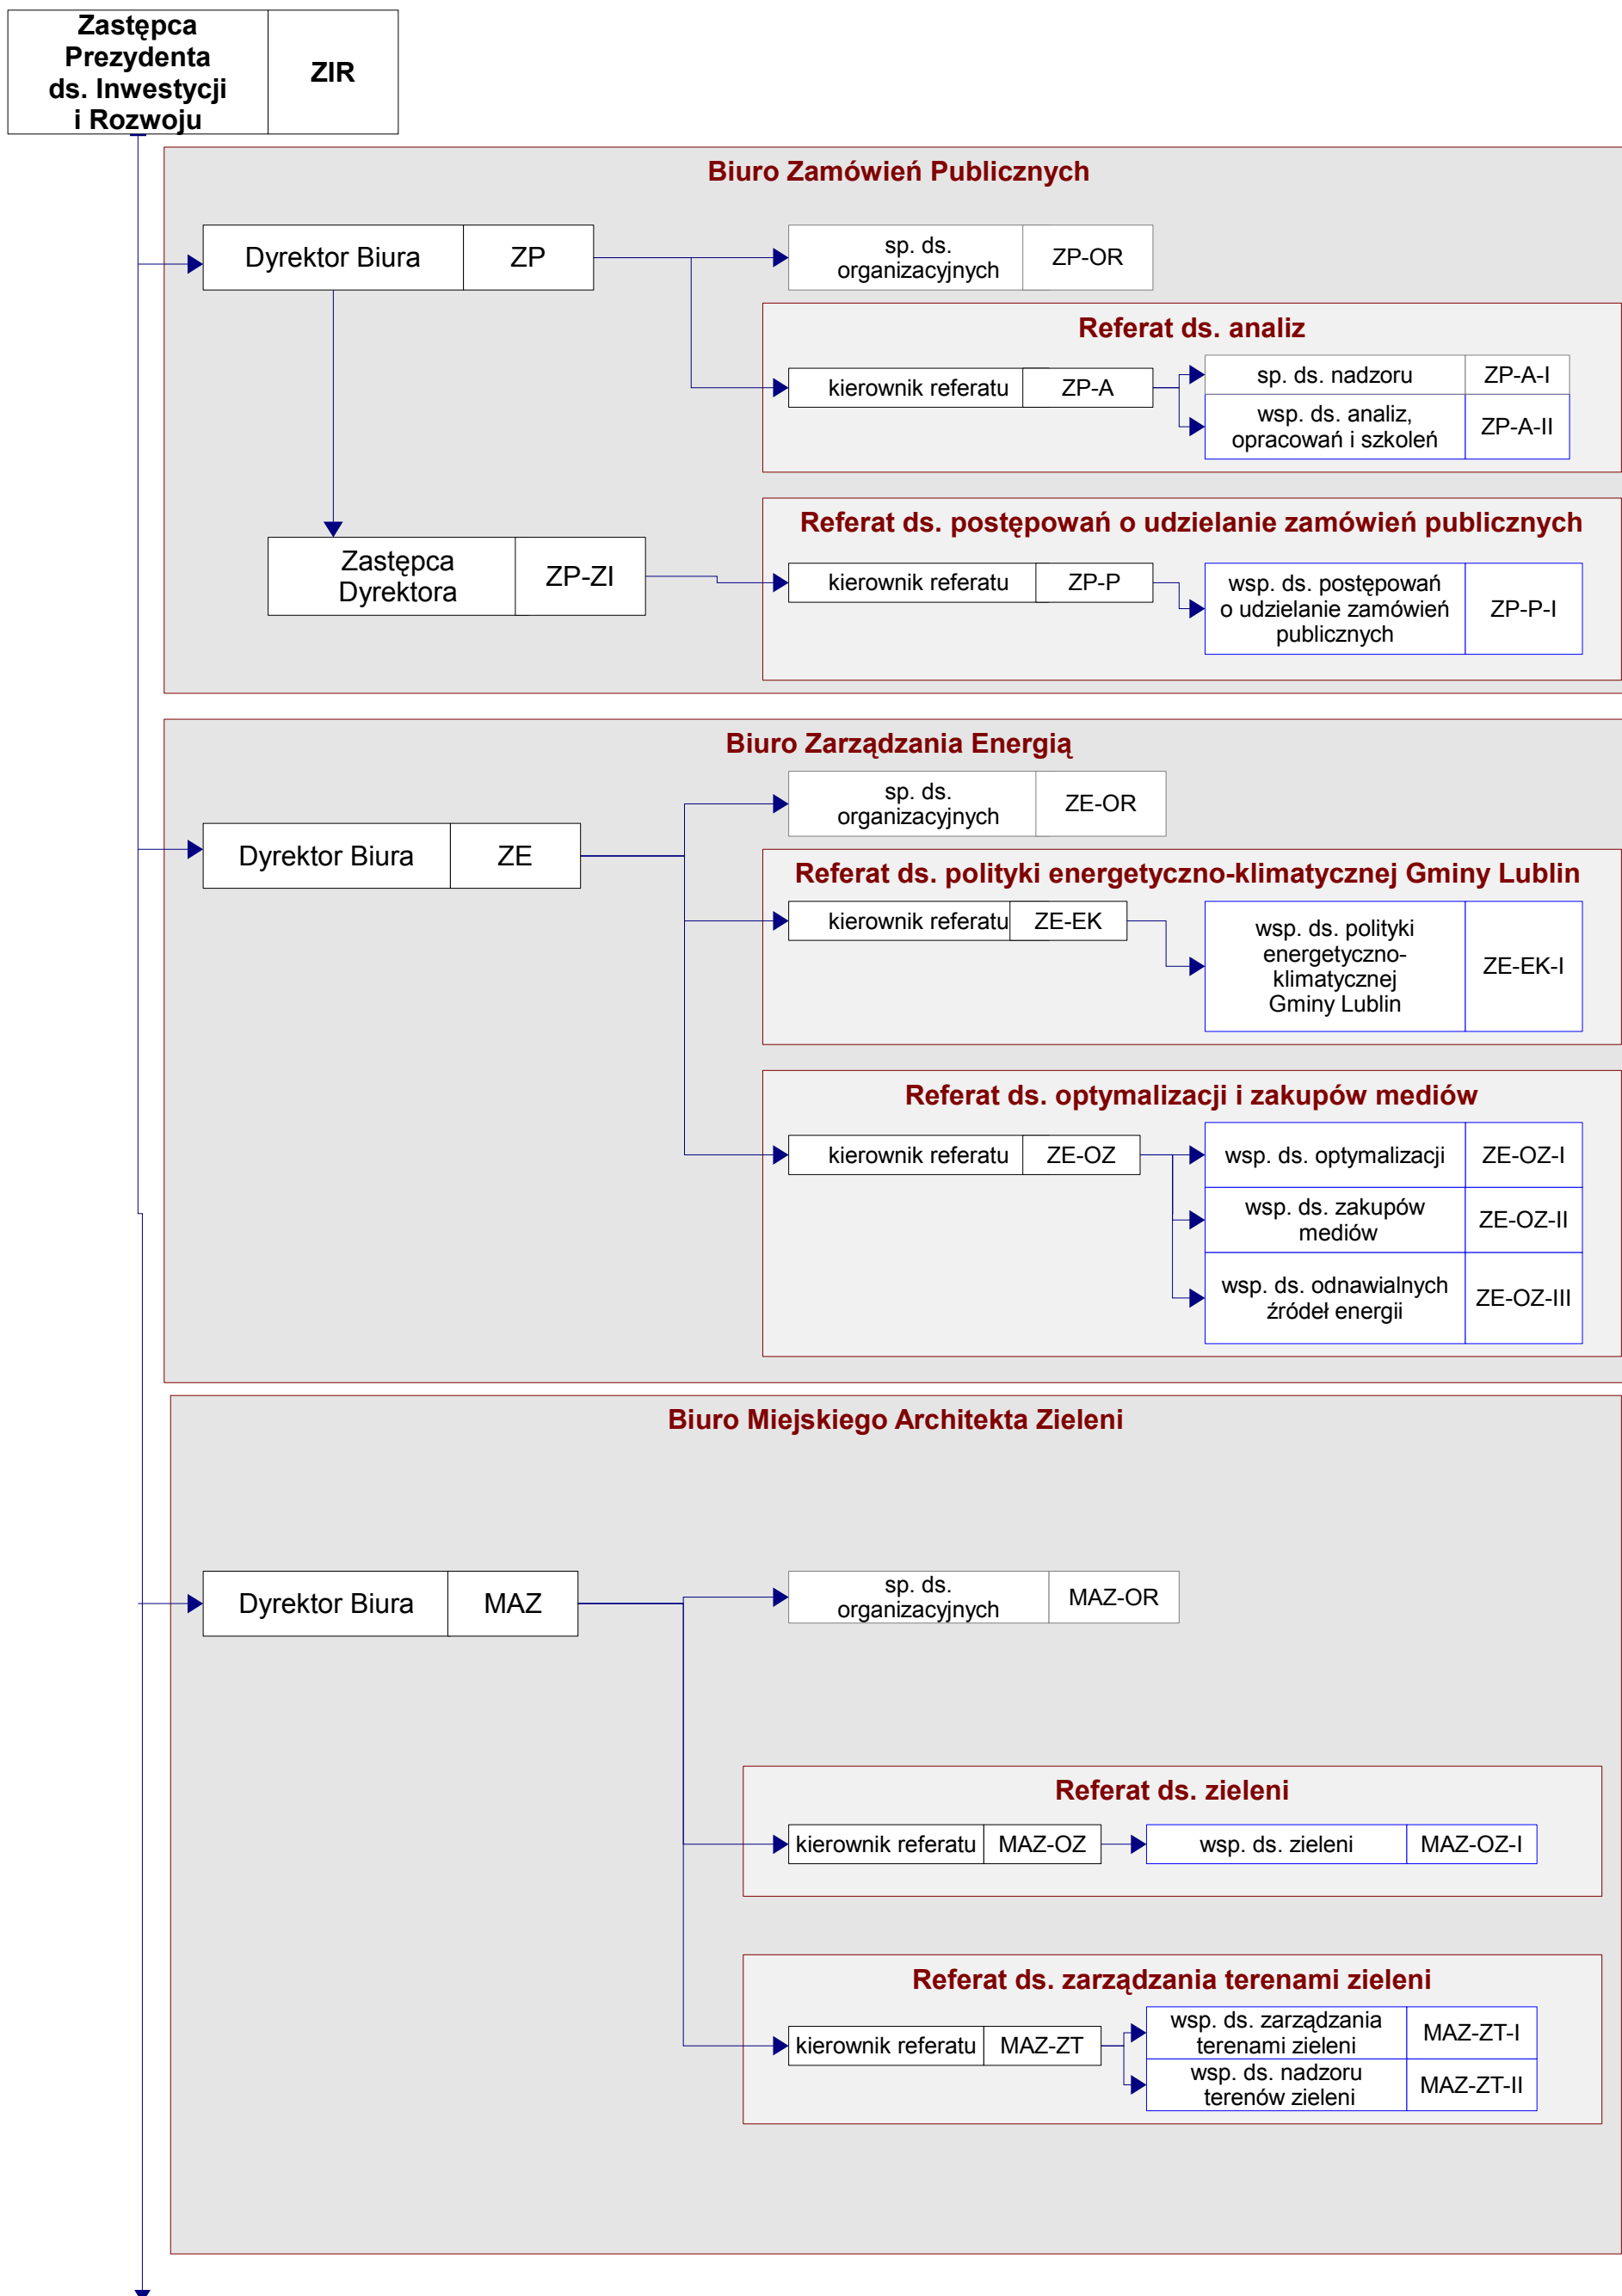 Zastępca
Prezydenta
ds. Inwestycji
i Rozwoju
ZIR
Biuro Zamówień Publicznych
Dyrektor Biura
ZP
sp. ds.
organizacyjnych
ZP-OR
Referat ds. analiz
kierownik referatu
ZP-A
sp. ds. nadzoru
ZP-A-I
wsp. ds. analiz,
opracowań i szkoleń
ZP-A-II
Zastępca
Dyrektora
ZP-ZI
Referat ds. postępowań o udzielanie zamówień publicznych
kierownik referatu
ZP-P
wsp. ds. postępowań
o udzielanie zamówień
publicznych
ZP-P-I
Biuro Zarządzania Energią
sp. ds.
organizacyjnych
ZE-OR
Dyrektor Biura
ZE
Referat ds. polityki energetyczno-klimatycznej Gminy Lublin
kierownik referatu
ZE-EK
wsp. ds. polityki
energetyczno-
klimatycznej
Gminy Lublin
ZE-EK-I
Referat ds. optymalizacji i zakupów mediów
kierownik referatu
ZE-OZ
wsp. ds. optymalizacji
ZE-OZ-I
wsp. ds. zakupów
mediów
ZE-OZ-II
wsp. ds. odnawialnych
źródeł energii
ZE-OZ-III
Biuro Miejskiego Architekta Zieleni
Dyrektor Biura
MAZ
sp. ds.
organizacyjnych
MAZ-OR
Referat ds. zieleni
kierownik referatu
MAZ-OZ
wsp. ds. zieleni
MAZ-OZ-I
Referat ds. zarządzania terenami zieleni
kierownik referatu
MAZ-ZT
wsp. ds. zarządzania
terenami zieleni
MAZ-ZT-I
wsp. ds. nadzoru
terenów zieleni
MAZ-ZT-II